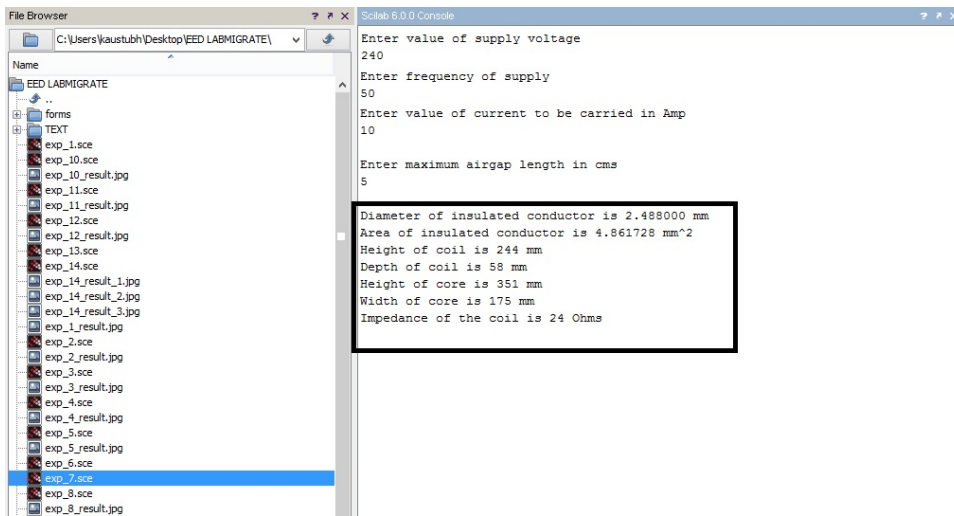 File Browser
C:\Users\kaustubh\Desktop\EED LABMIGRATE\
Name
EED LABMIGRATE
..
forms
TEXT
exp_1.sce
exp_10.sce
exp_10_result.jpg
exp_11.sce
exp_11_result.jpg
exp_12.sce
exp_12_result.jpg
exp_13.sce
exp_14.sce
exp_14_result_1.jpg
exp_14_result_2.jpg
exp_14_result_3.jpg
exp_1_result.jpg
exp_2.sce
exp_2_result.jpg
exp_3.sce
exp_3_result.jpg
exp_4.sce
exp_4_result.jpg
exp_5.sce
exp_5_result.jpg
exp_6.sce
exp_7.sce
exp_8.sce
exp_8_result.jpg
Scilab 6.0.0 Console
Enter value of supply voltage
240
Enter frequency of supply
50
Enter value of current to be carried in Amp
10
Enter maximum airgap length in cms
5
Diameter of insulated conductor is 2.488000 mm
Area of insulated conductor is 4.861728 mm^2
Height of coil is 244 mm
Depth of coil is 58 mm
Height of core is 351 mm
Width of core is 175 mm
Impedance of the coil is 24 Ohms